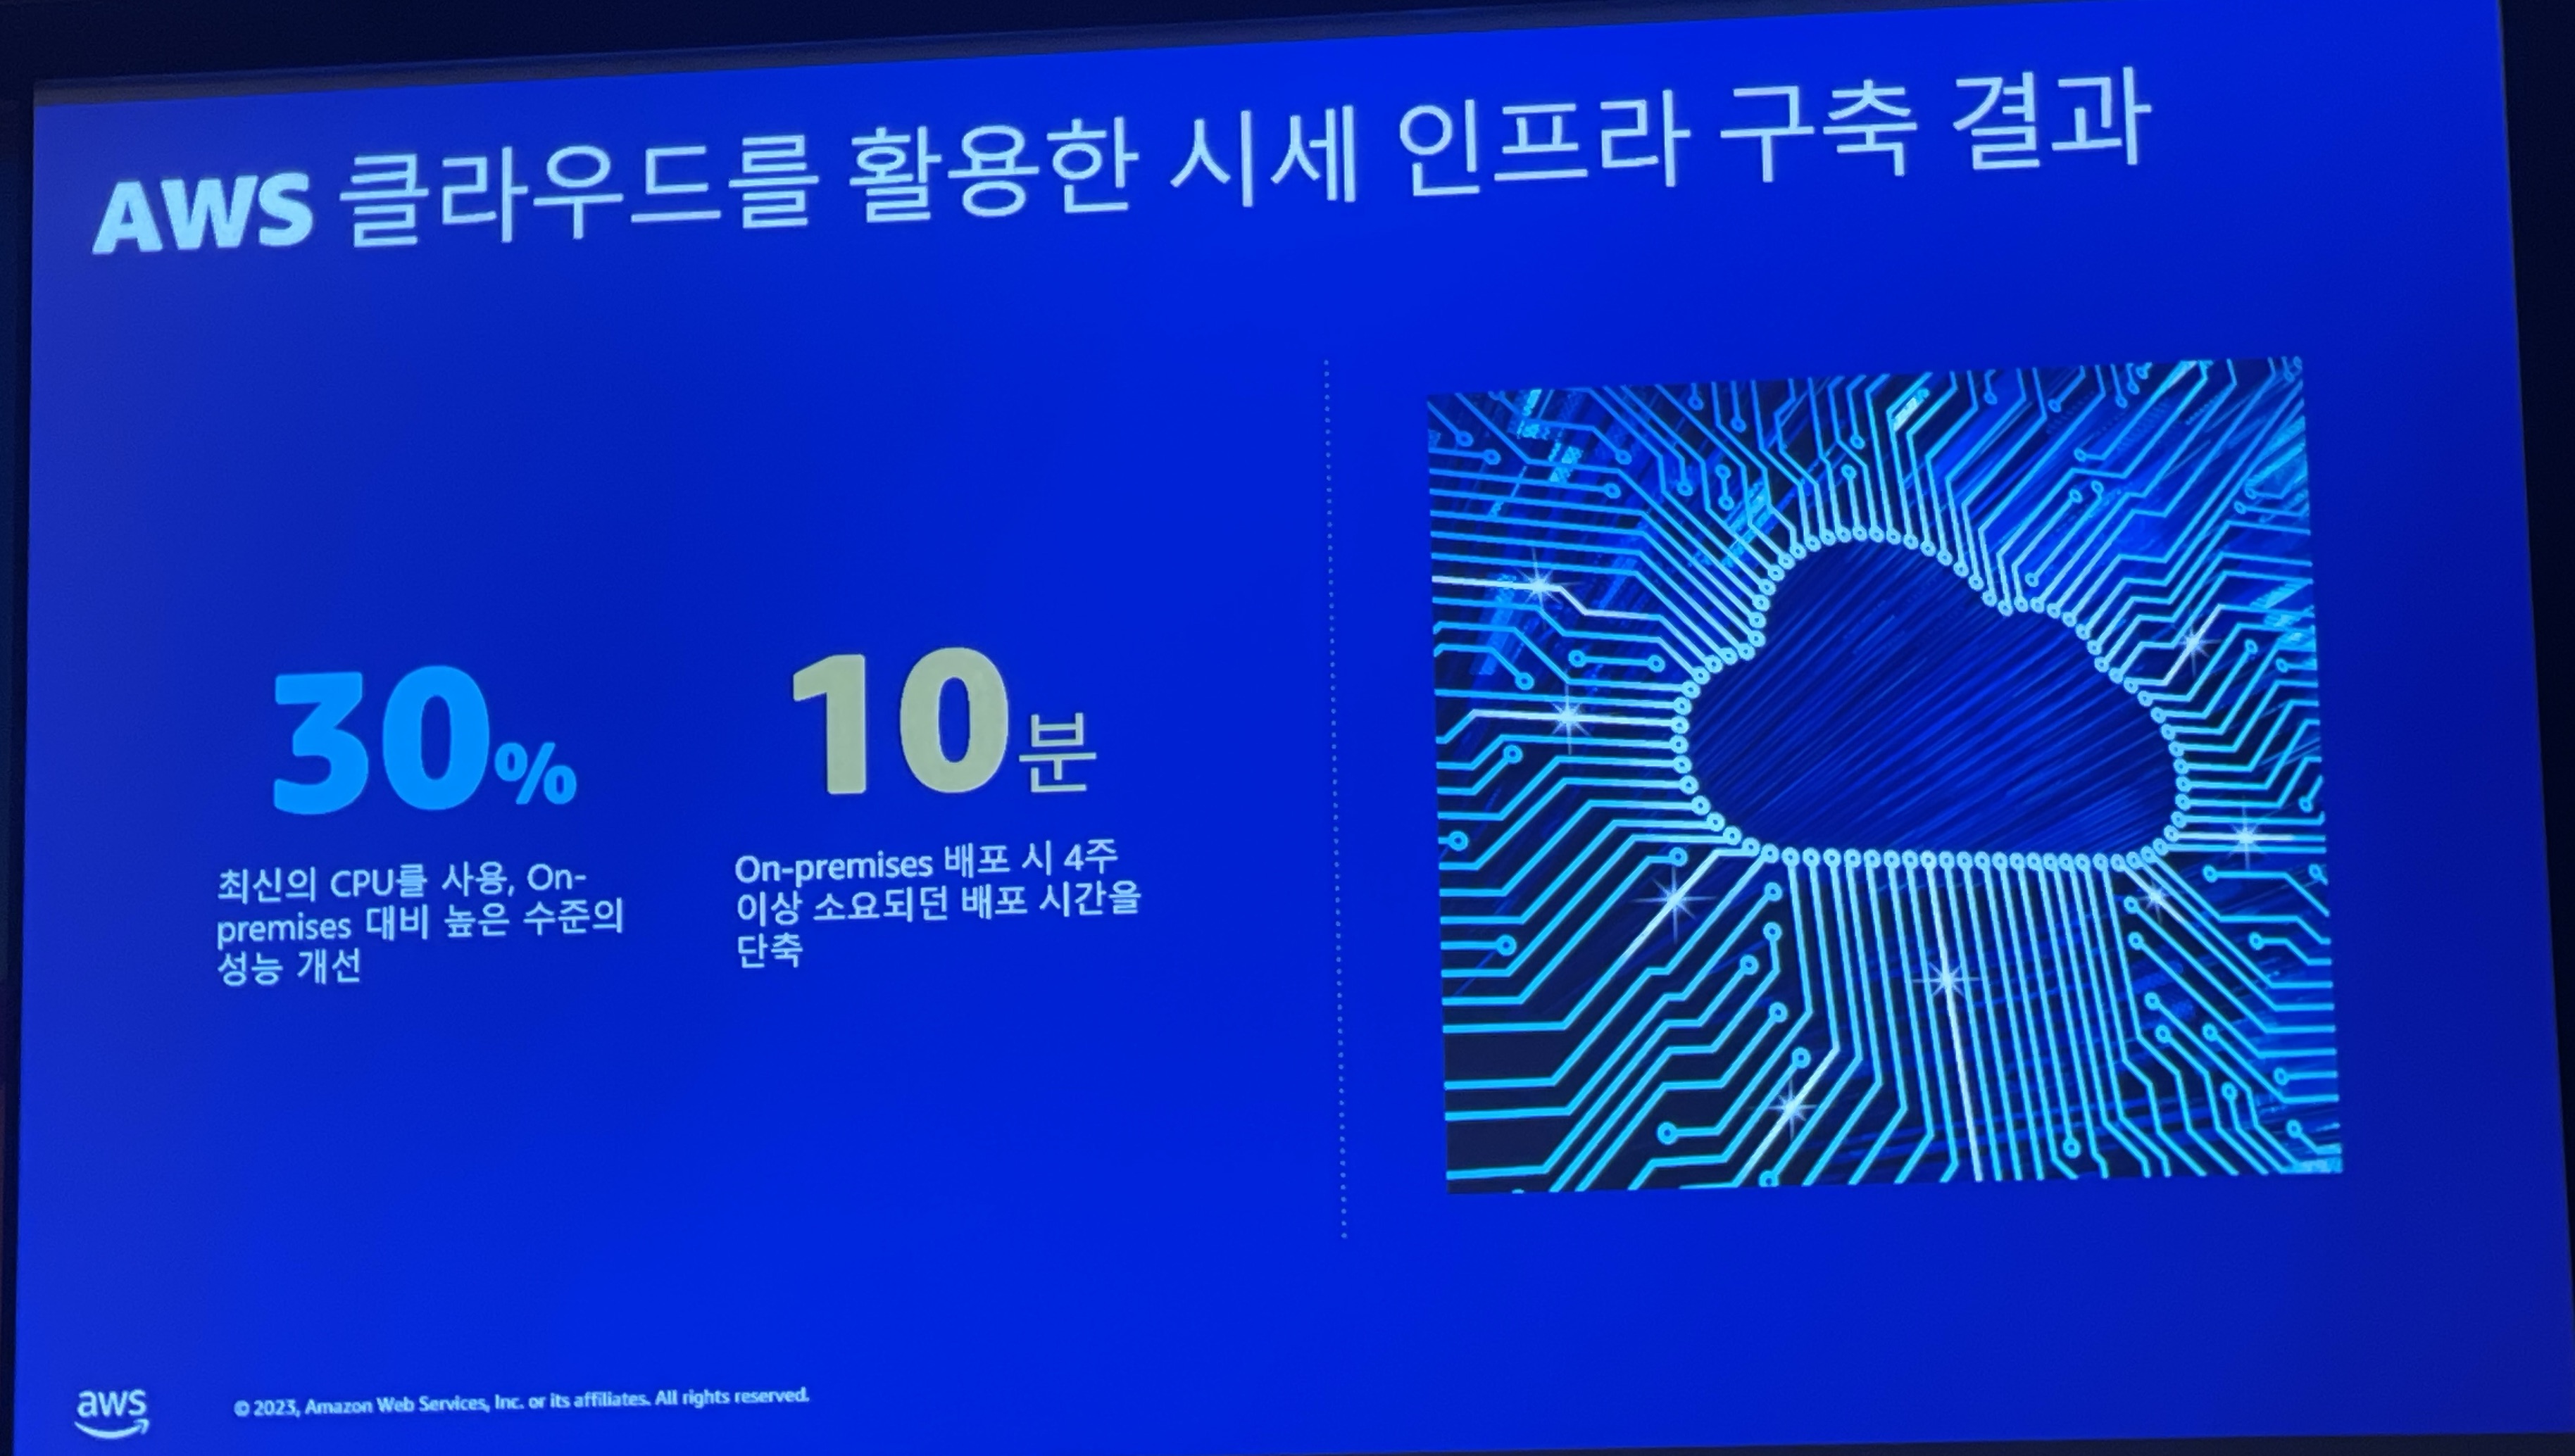 AWS 클라우드를 활용한 시세 인프라 구축 결과
30%
최신의 CPU를 사용, On-
premises 대비 높은 수준의
성능 개선
10분
On-premises 배포 시 4주
이상 소요되던 배포 시간을
단축
aws
© 2023, Amazon Web Services, Inc. or its affiliates. All rights reserved.